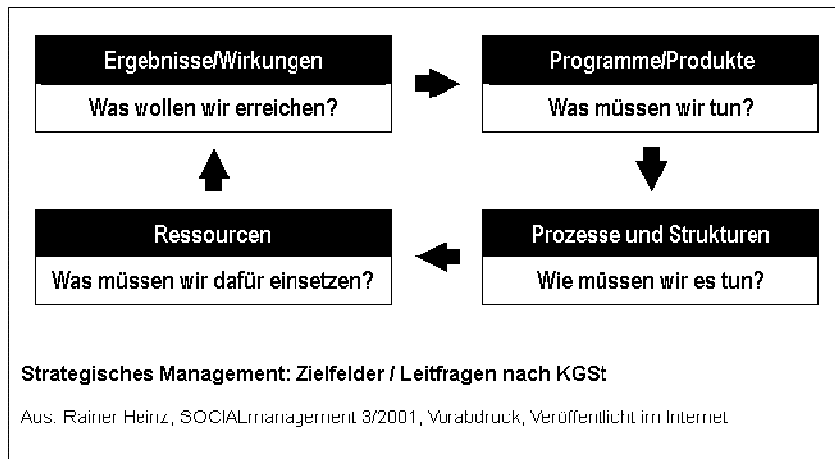 Ergebnisse/Wirkungen
Was wollen wir erreichen?
Programme/Produkte
Was müssen wir tun?
Ressourcen
Was müssen wir dafür einsetzen?
Prozesse und Strukturen
Wie müssen wir es tun?
Strategisches Management: Zielfelder / Leitfragen nach KGSt
Aus: Rainer Heinz, SOCIALmanagement 3/2001, Vorabdruck, Veröffentlicht im Internet